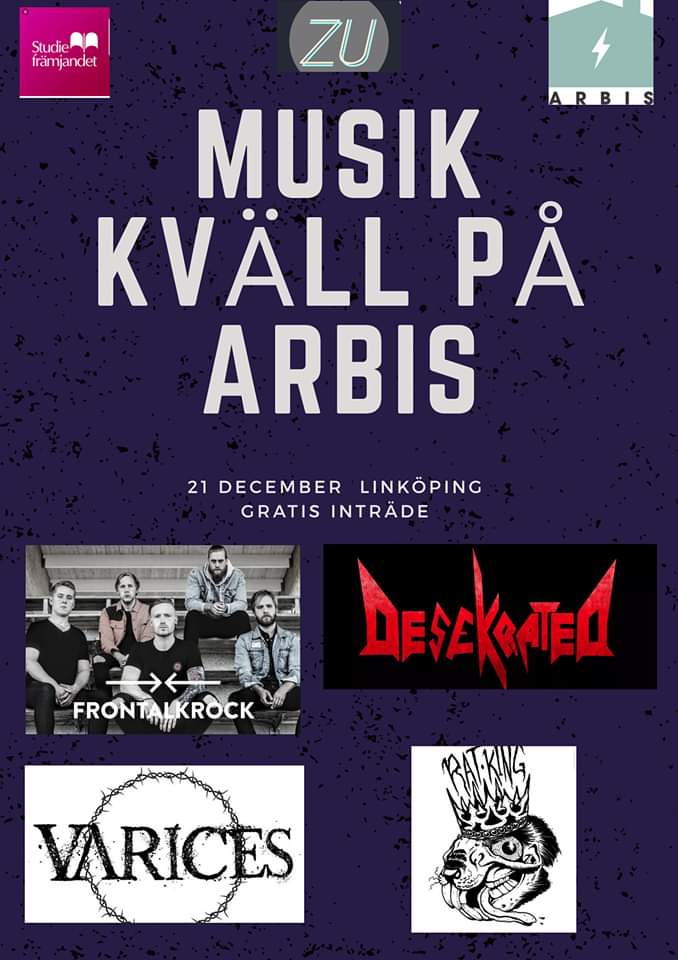 Studie
främjandet
ZU
ARBIS
MUSIK
KVÄLL PÅ
ARBIS
21 DECEMBER LINKÖPING
GRATIS INTRÄDE
FRONTALKROCK
DESEKRATED
VARICES
RAT-KING